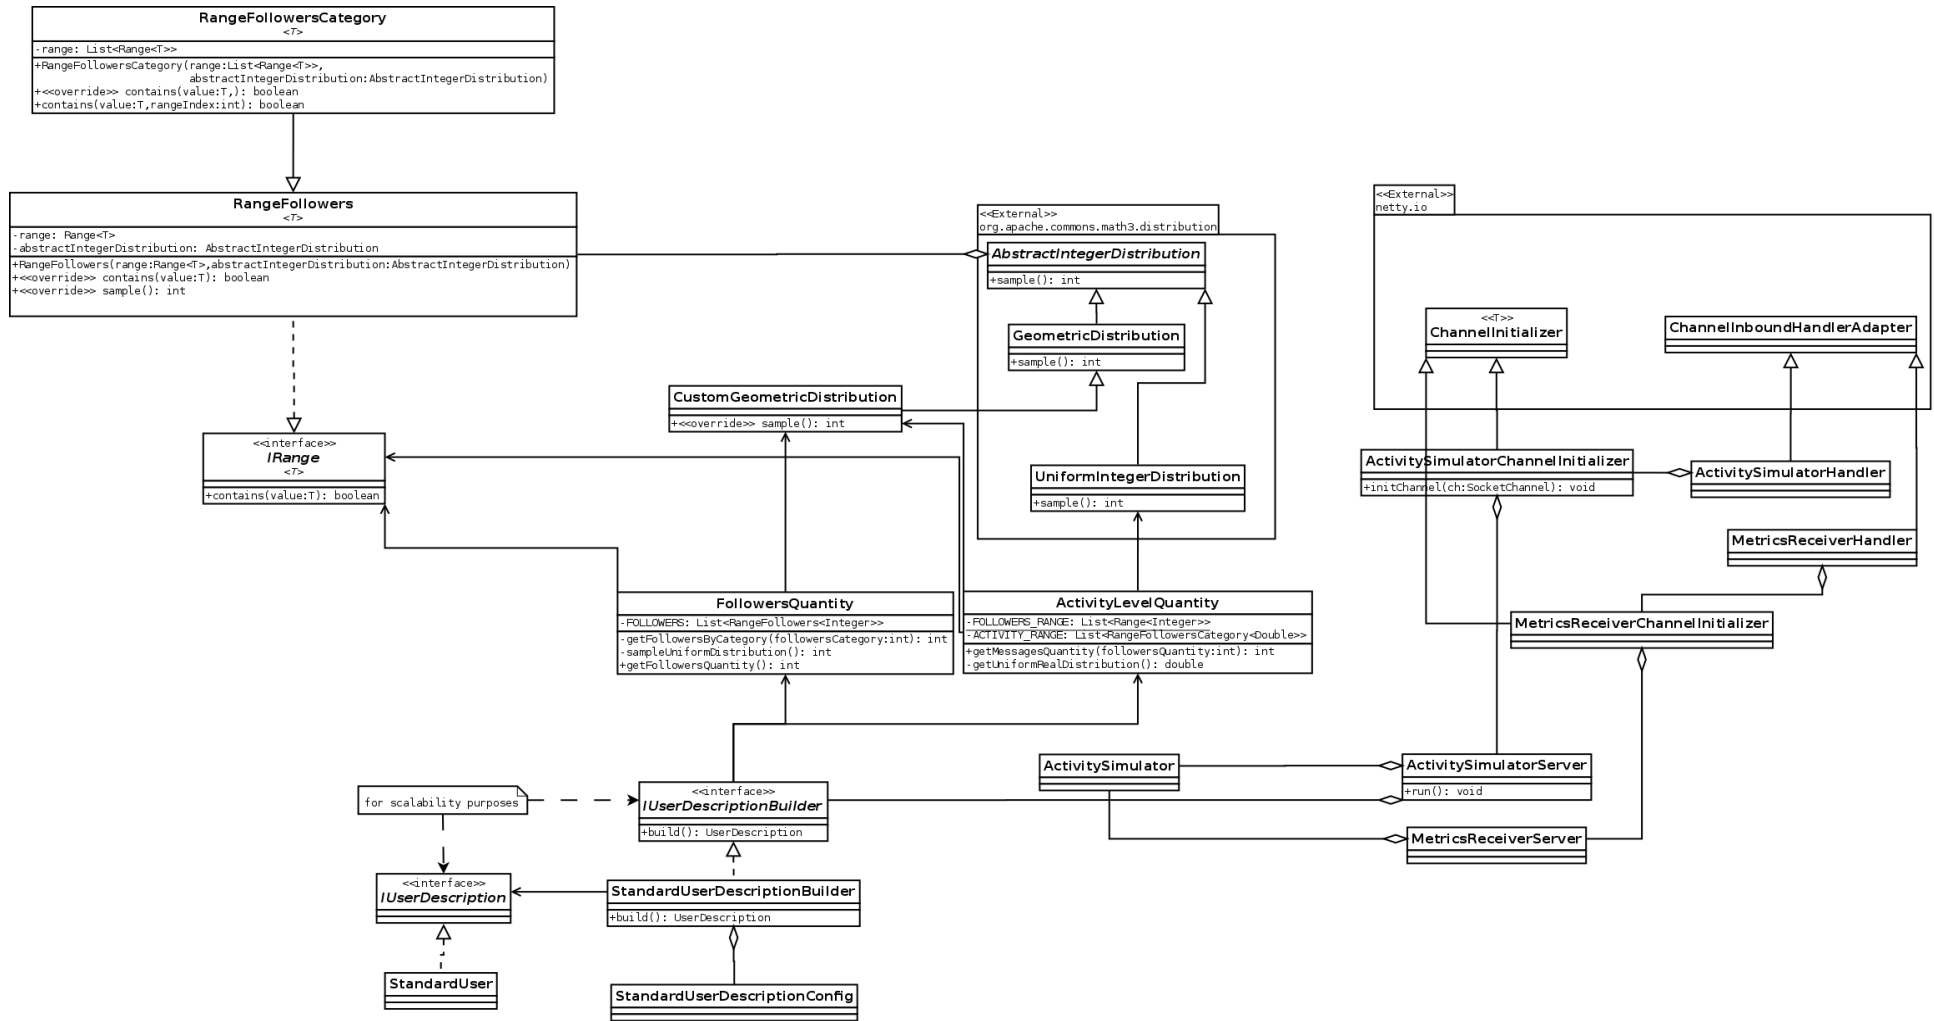 RangeFollowersCategory
<T>
-range: List<Range<T>>
+RangeFollowersCategory(range:List<Range<T>>,
abstractIntegerDistribution:AbstractIntegerDistribution)
+<<override>> contains(value:T,): boolean
+contains(value:T,rangeIndex:int): boolean
RangeFollowers
<T>
-range: Range<T>
-abstractIntegerDistribution: AbstractIntegerDistribution
+RangeFollowers(range:Range<T>,abstractIntegerDistribution:AbstractIntegerDistribution)
+<<override>> contains(value:T): boolean
+<<override>> sample(): int
<<External>>
org.apache.commons.math3.distribution
AbstractIntegerDistribution
+sample(): int
GeometricDistribution
+sample(): int
CustomGeometricDistribution
+<<override>> sample(): int
UniformIntegerDistribution
+sample(): int
<<interface>>
IRange
<T>
+contains(value:T): boolean
<<External>>
netty.io
<<T>>
ChannelInitializer
ChannelInboundHandlerAdapter
ActivitySimulatorChannelInitializer
+initChannel(ch:SocketChannel): void
ActivitySimulatorHandler
MetricsReceiverHandler
MetricsReceiverChannelInitializer
FollowersQuantity
-FOLLOWERS: List<RangeFollowers<Integer>>
-getFollowersByCategory(followersCategory:int): int
-sampleUniformDistribution(): int
+getFollowersQuantity(): int
ActivityLevelQuantity
-FOLLOWERS_RANGE: List<Range<Integer>>
-ACTIVITY_RANGE: List<RangeFollowersCategory<Double>>
+getMessagesQuantity(followersQuantity:int): int
-getUniformRealDistribution(): double
ActivitySimulator
ActivitySimulatorServer
+run(): void
MetricsReceiverServer
for scalability purposes
<<interface>>
IUserDescriptionBuilder
+build(): UserDescription
<<interface>>
IUserDescription
StandardUserDescriptionBuilder
+build(): UserDescription
StandardUser
StandardUserDescriptionConfig